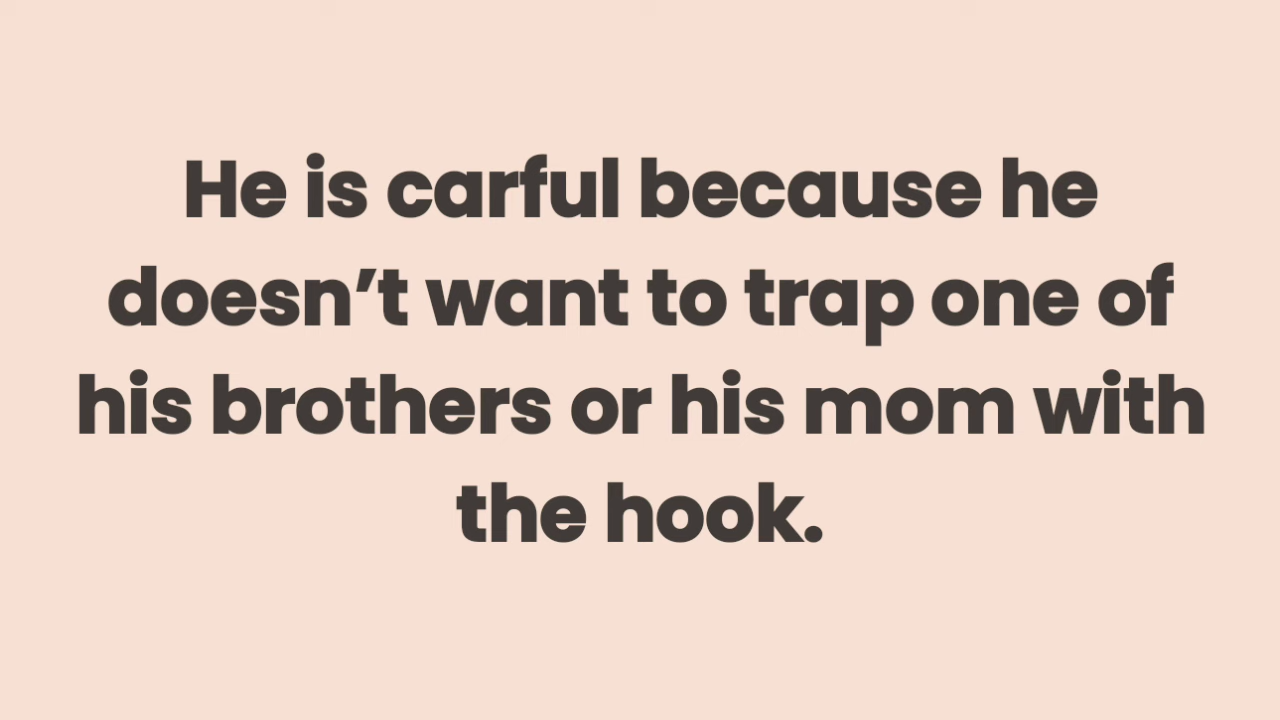 He is carful because he
doesn’t want to trap one of
his brothers or his mom with
the hook.